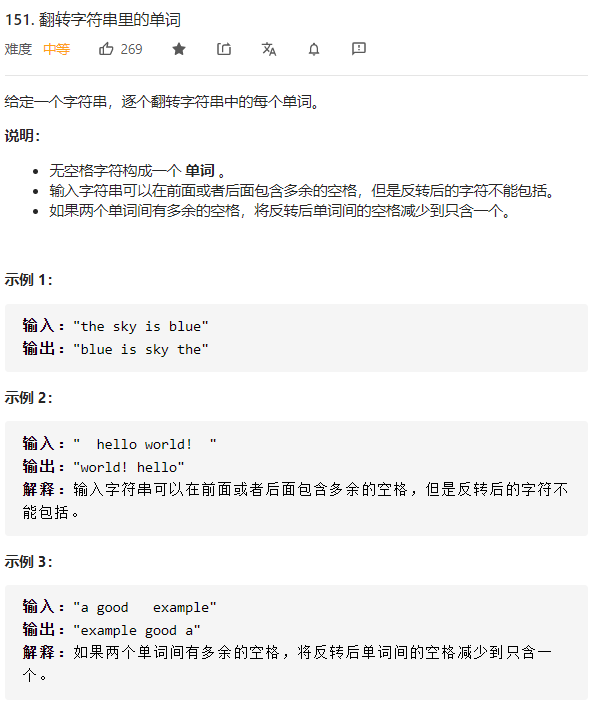 151. 翻转字符串里的单词
难度 中等 269
给定一个字符串，逐个翻转字符串中的每个单词。
说明：
无空格字符构成一个 单词 。
输入字符串可以在前面或者后面包含多余的空格，但是反转后的字符不能包括。
如果两个单词间有多余的空格，将反转后单词间的空格减少到只含一个。
示例 1：
输入："the sky is blue"
输出："blue is sky the"
示例 2：
输入："  hello world!  "
输出："world! hello"
解释：输入字符串可以在前面或者后面包含多余的空格，但是反转后的字符不
能包括。
示例 3：
输入："a good   example"
输出："example good a"
解释：如果两个单词间有多余的空格，将反转后单词间的空格减少到只含一
个。